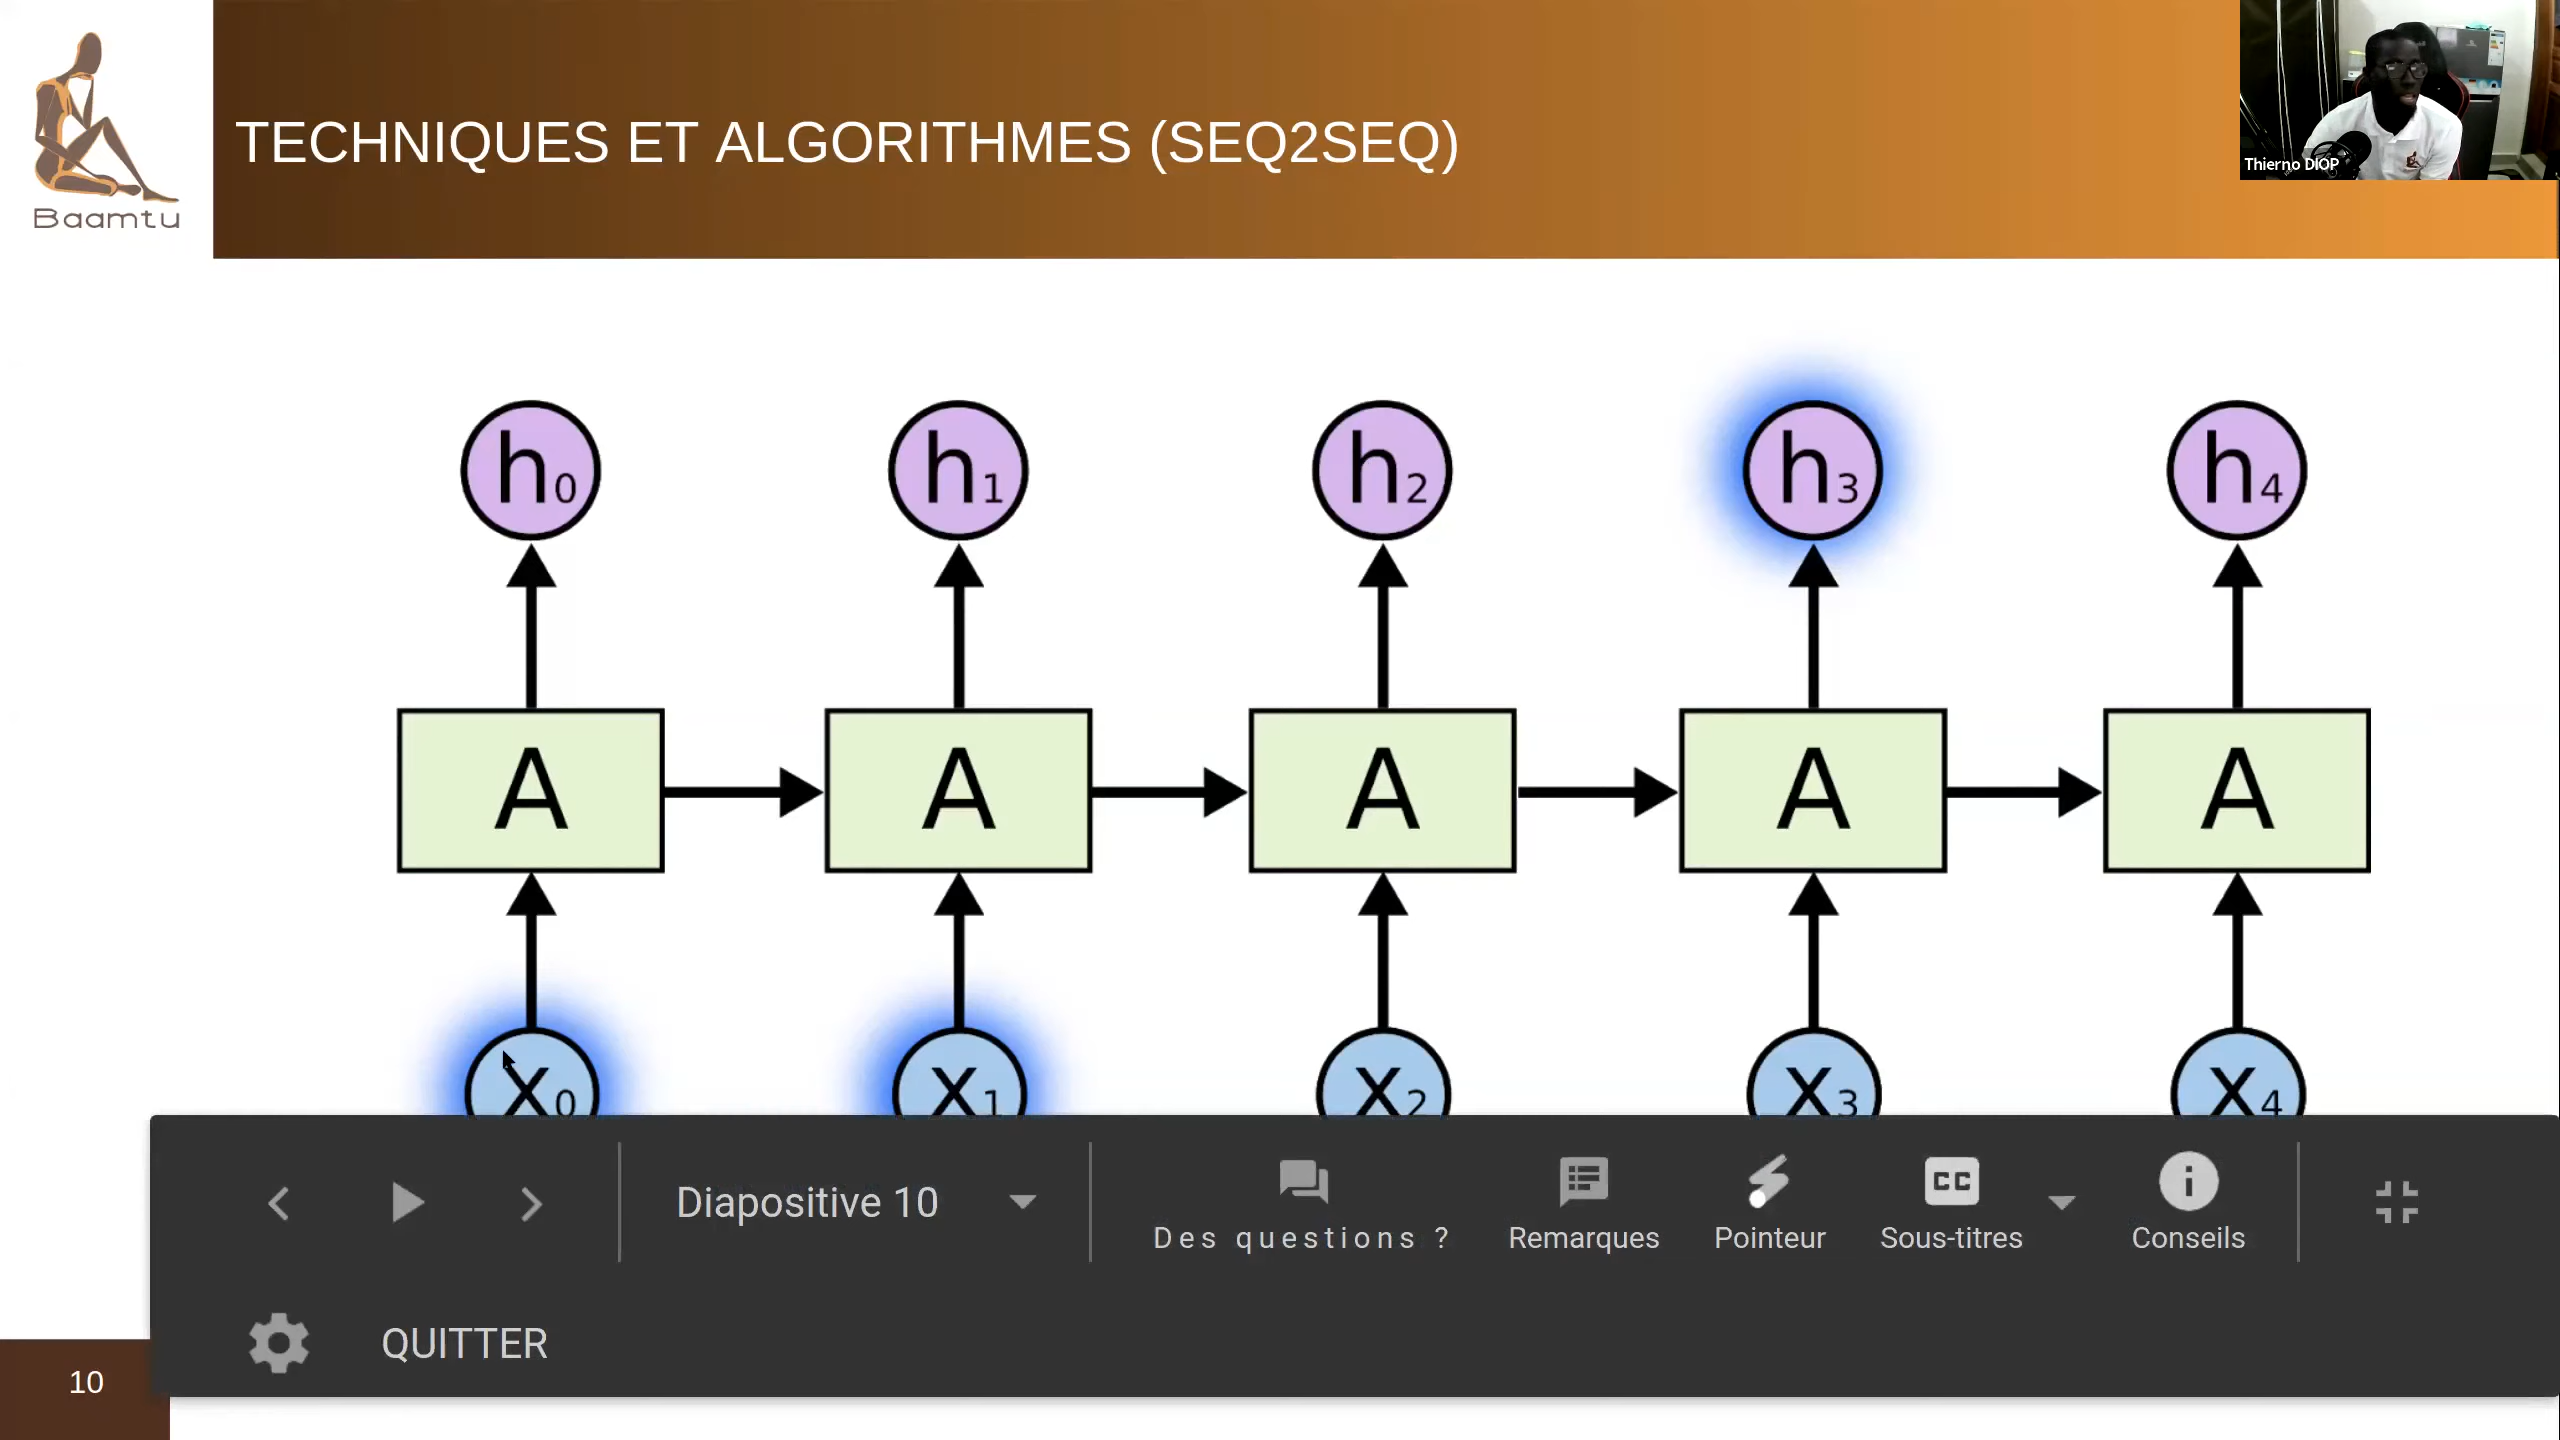 Baamtu
TECHNIQUES ET ALGORITHMES (SEQ2SEQ)
Thierno DIOP
h0 h1 h2 h3 h4
A A A A A
x0 x1 x2 x3 x4
Diapositive 10
Des questions ?
Remarques
Pointeur
CC
Sous-titres
Conseils
QUITTER
10